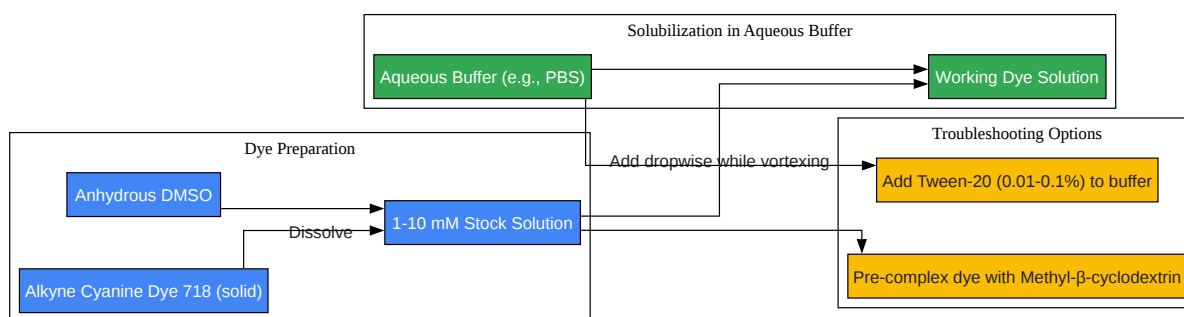 Solubilization in Aqueous Buffer
Aqueous Buffer (e.g., PBS)
Working Dye Solution
Dye Preparation
Troubleshooting Options
Add dropwise while vortexing
Anhydrous DMSO
Add Tween-20 (0.01-0.1%) to buffer
1-10 mM Stock Solution
Dissolve
Alkyne Cyanine Dye 718 (solid)
Pre-complex dye with Methyl-β-cyclodextrin